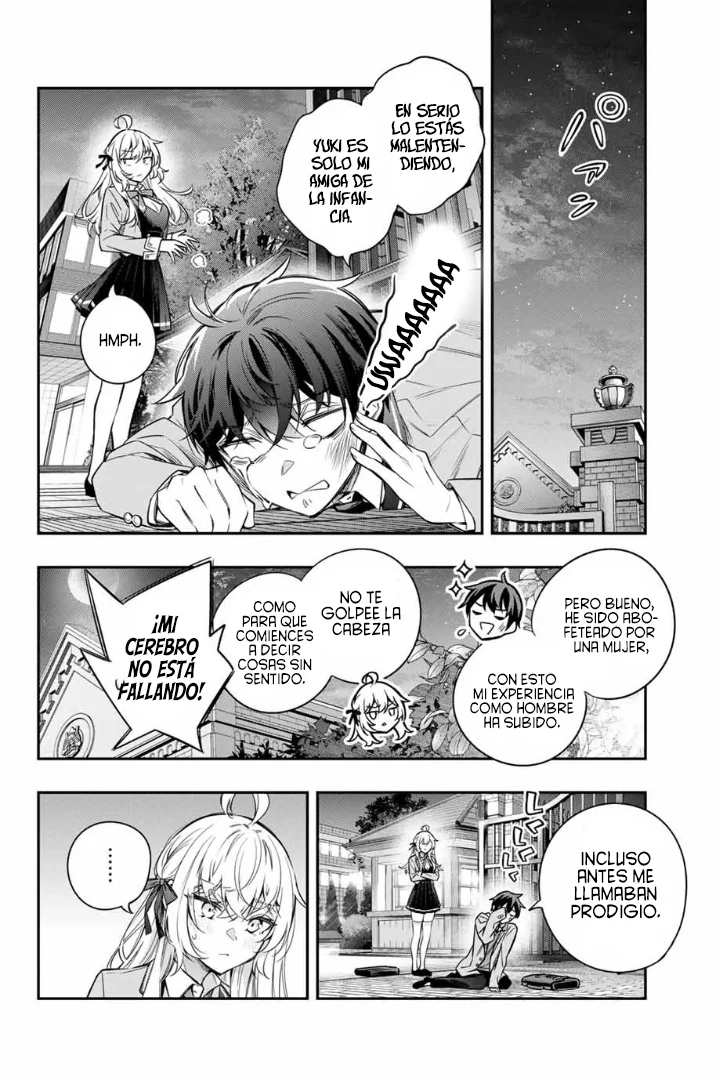 パァン
EN SERIO
LO ESTÁS
MALENTEN-
DIENDO,
YUKI ES
SOLO MI
AMIGA DE
LA INFAN-
CIA.
USWAAAAAAAA
HMPH.
PERO BUENO,
HE SIDO ABO-
FETEADO POR
UNA MUJER,
CON ESTO
MI EXPERIENCIA
COMO HOMBRE
HA SUBIDO.
NO TE
GOLPEE LA
CABEZA
COMO
PARA QUE
COMIENCES
A DECIR
COSAS SIN
SENTIDO.
¡MI
CEREBRO
NO ESTÁ
FALLANDO!
INCLUSO
ANTES ME
LLAMABAN
PRODIGIO.
......